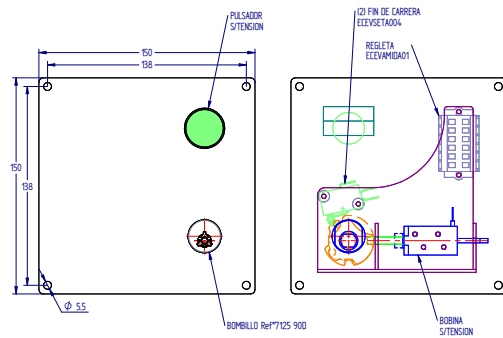 PULSADOR
S/TENSION
(2) FIN DE CARRERA
ECEVSETA004
REGLETA
ECEVAMIDA01
150
138
150
138
Ø 5.5
BOMBILLO Ref"7125 90D
BOBINA
S/TENSION